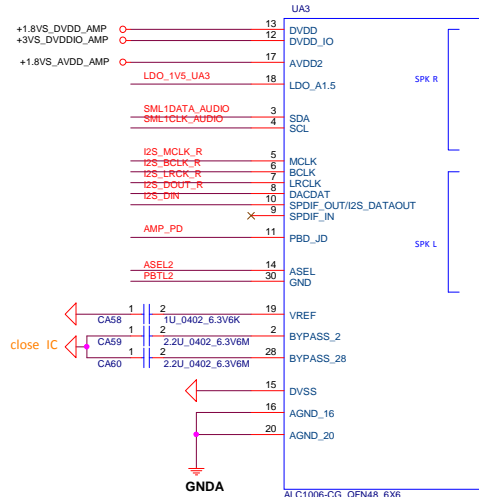 UA3
+1.8VS_DVDD_AMP 13 DVDD
+3VS_DVDDIO_AMP 12 DVDD_IO
+1.8VS_AVDD_AMP 17 AVDD2
LDO_1V5_UA3 18 LDO_A1.5
SPK R
SML1DATA_AUDIO 3 SDA
SML1CLK_AUDIO 4 SCL
I2S_MCLK_R 5 MCLK
I2S_BCLK_R 6 BCLK
I2S_LRCK_R 7 LRCLK
I2S_DOUT_R 8 DACDAT
I2S_DIN 10 SPDIF_OUT/I2S_DATAOUT
9 SPDIF_IN
AMP_PD 11 PBD_JD
SPK L
ASEL2 14 ASEL
PBTL2 30 GND
1 2 19 VREF
CA58 1U_0402_6.3V6K
1 2 2 BYPASS_2
close IC CA59 2.2U_0402_6.3V6M
1 2 28 BYPASS_28
CA60 2.2U_0402_6.3V6M
15 DVSS
16 AGND_16
20 AGND_20
GNDA
ALC1006-CG_QFN48_6X6